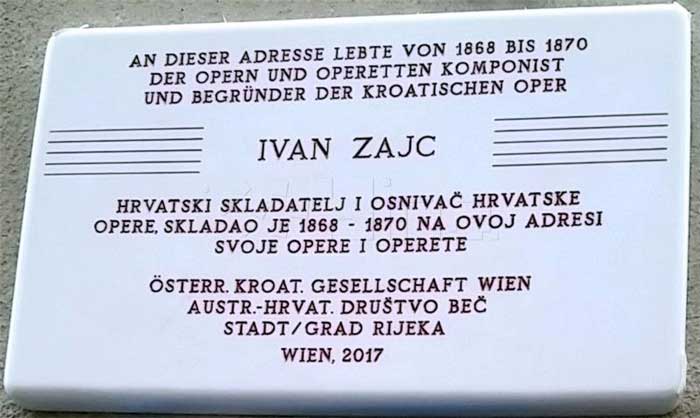 AN DIESER ADRESSE LEBTE VON 1868 BIS 1870
DER OPERN UND OPERETTEN KOMPONIST
UND BEGRÜNDER DER KROATISCHEN OPER
IVAN ZAJC
HRVATSKI SKLADATELJ I OSNIVAČ HRVATSKE
OPERE, SKLADAO JE 1868 - 1870 NA OVOJ ADRESI
SVOJE OPERE I OPERETE
ÖSTERR. KROAT. GESELLSCHAFT WIEN
AUSTR.-HRVAT. DRUŠTVO BEČ
STADT/GRAD RIJEKA
WIEN, 2017